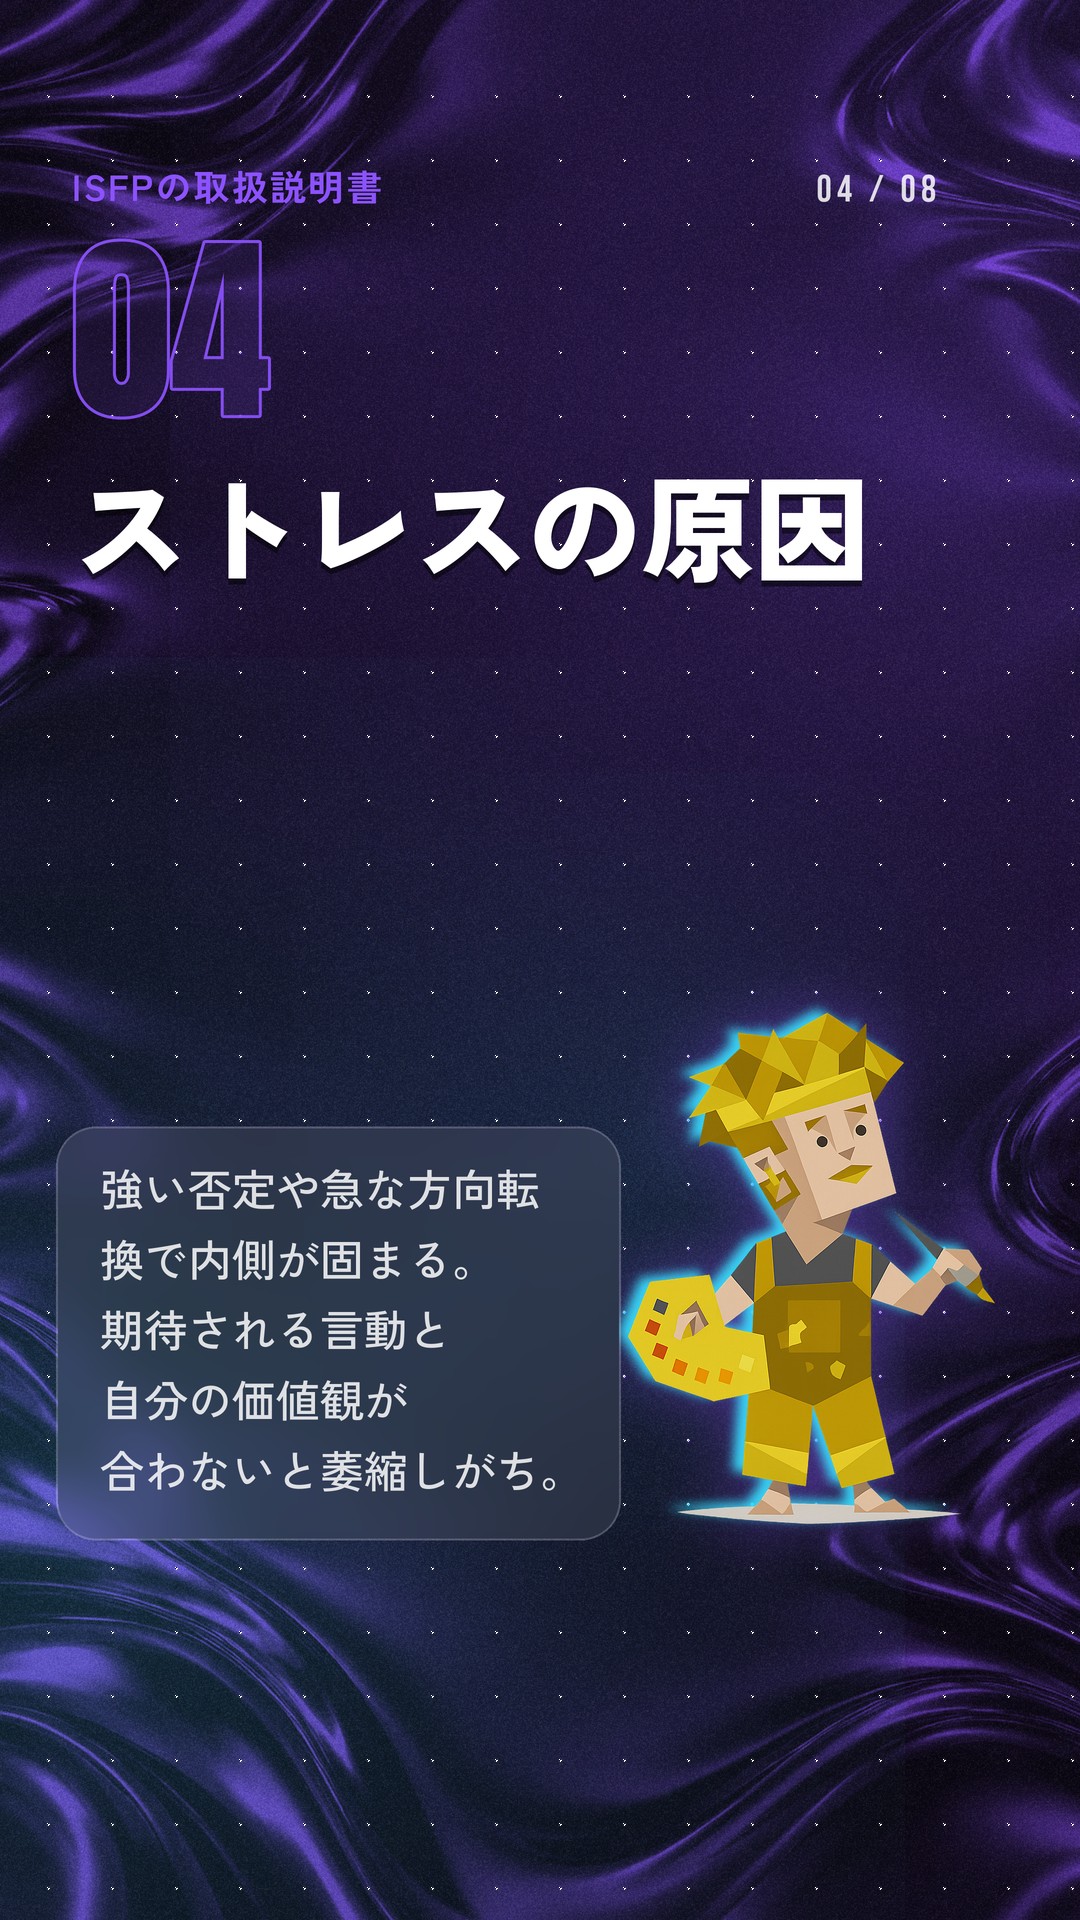 ISFPの取扱説明書
04 / 08
04
ストレスの原因
強い否定や急な方向転
換で内側が固まる。
期待される言動と
自分の価値観が
合わないと萎縮しがち。